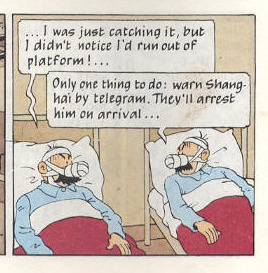 ... I was just catching it, but
I didn't notice I'd run out of
platform!...
Only one thing to do: warn Shang-
hai by telegram. They'll arrest
him on arrival...